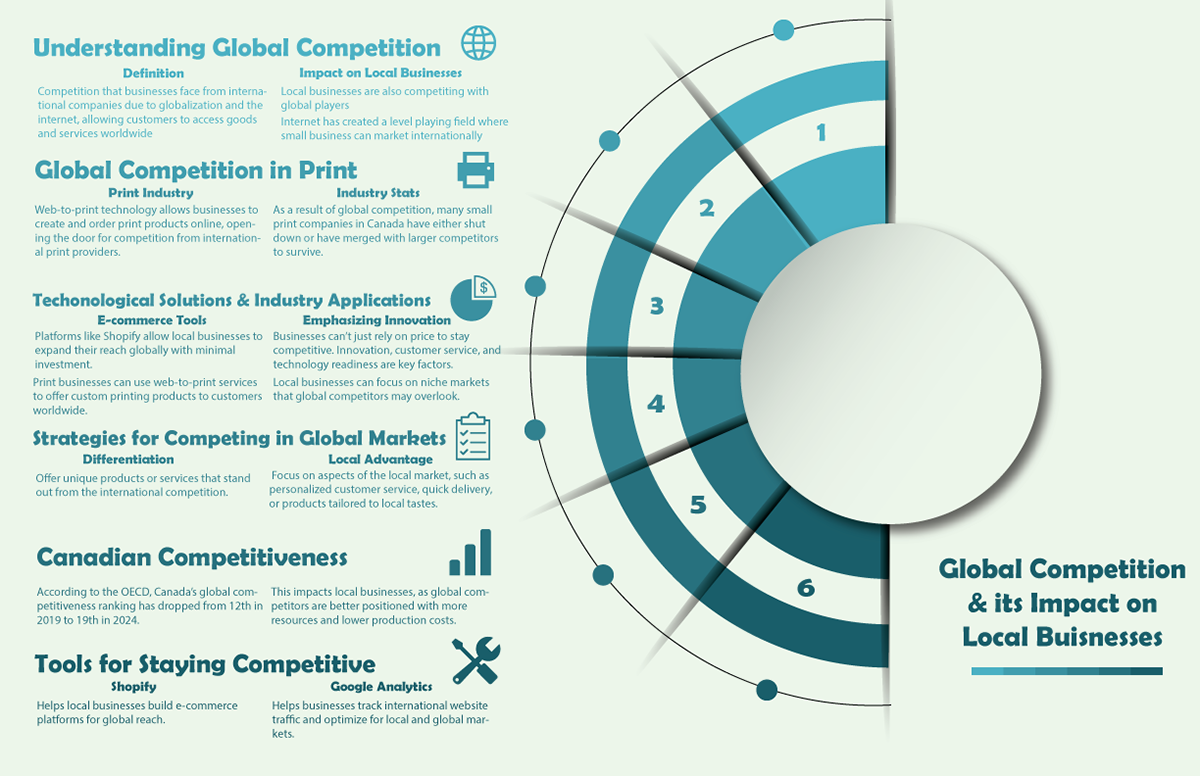 Understanding Global Competition
Definition
Competition that businesses face from interna-
tional companies due to globalization and the
internet, allowing customers to access goods
and services worldwide
Impact on Local Businesses
Local businesses are also competiting with
global players
Internet has created a level playing field where
small business can market internationally
Global Competition in Print
Print Industry
Web-to-print technology allows businesses to
create and order print products online, open-
ing the door for competition from internation-
al print providers.
Industry Stats
As a result of global competition, many small
print companies in Canada have either shut
down or have merged with larger competitors
to survive.
Techonological Solutions & Industry Applications
$
E-commerce Tools
Platforms like Shopify allow local businesses to
expand their reach globally with minimal
investment.
Print businesses can use web-to-print services
to offer custom printing products to customers
worldwide.
Emphasizing Innovation
Businesses can't just rely on price to stay
competitive. Innovation, customer service, and
technology readiness are key factors.
Local businesses can focus on niche markets
that global competitors may overlook.
Strategies for Competing in Global Markets
Differentiation
Offer unique products or services that stand
out from the international competition.
Local Advantage
Focus on aspects of the local market, such as
personalized customer service, quick delivery,
or products tailored to local tastes.
Canadian Competitiveness
According to the OECD, Canada's global com-
petitiveness ranking has dropped from 12th in
2019 to 19th in 2024.
This impacts local businesses, as global com-
petitors are better positioned with more
resources and lower production costs.
Tools for Staying Competitive
Shopify
Helps local businesses build e-commerce
platforms for global reach.
Google Analytics
Helps businesses track international website
traffic and optimize for local and global mar-
kets.
1
2
3
4
5
6
Global Competition
& its Impact on
Local Buisnesses